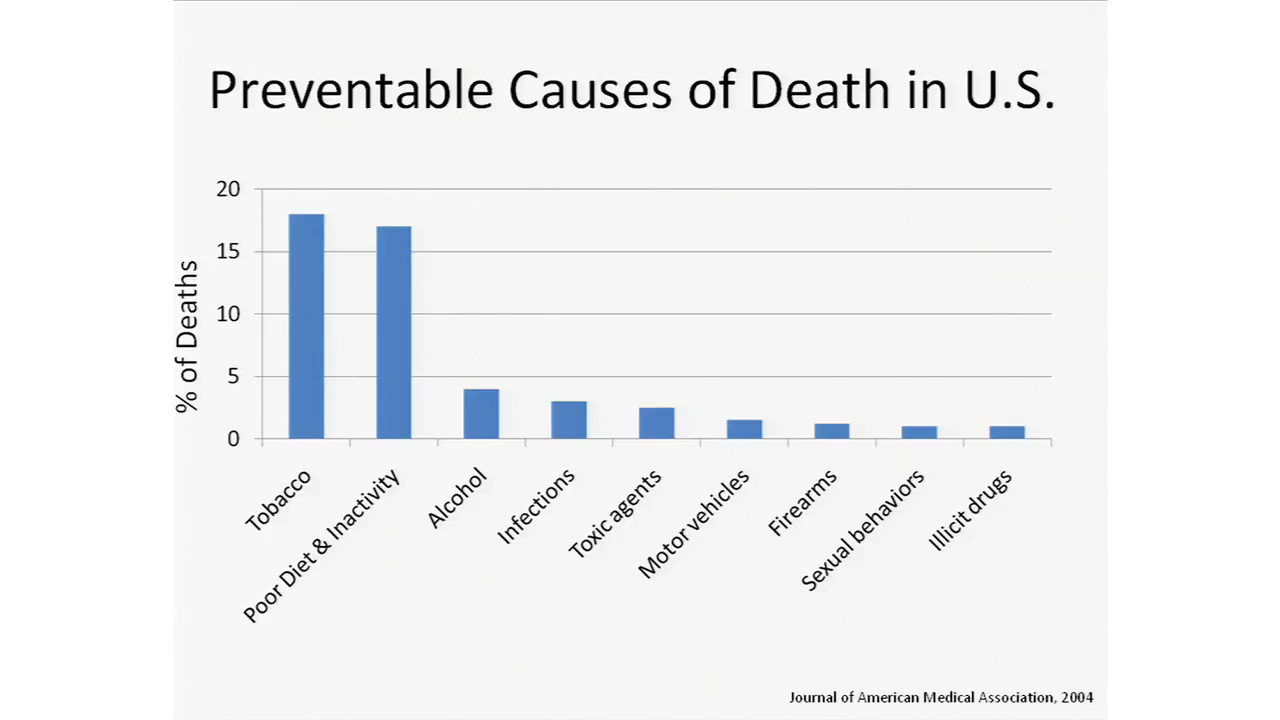 Preventable Causes of Death in U.S.
% of Deaths
20
15
10
5
0
Tobacco
Poor Diet & Inactivity
Alcohol
Infections
Toxic agents
Motor vehicles
Firearms
Sexual behaviors
Illicit drugs
Journal of American Medical Association, 2004